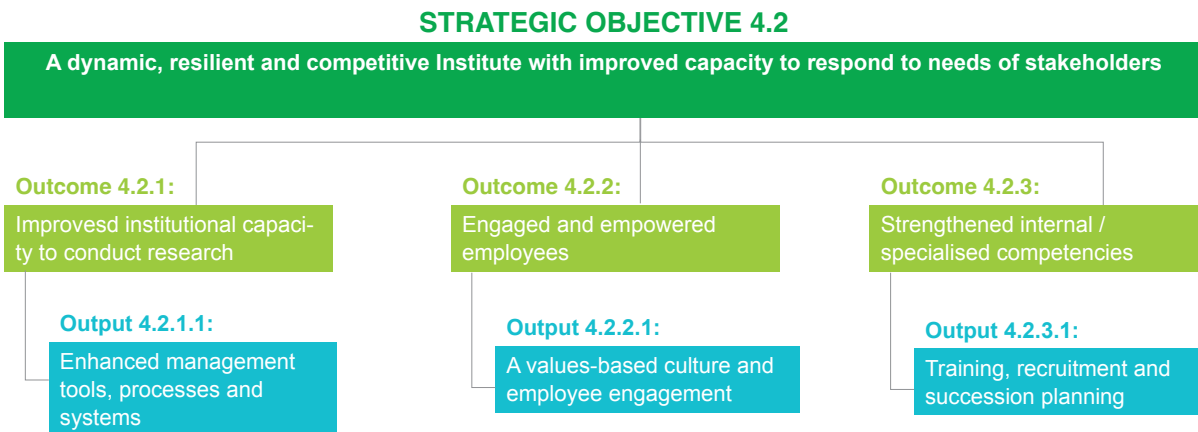 STRATEGIC OBJECTIVE 4.2
A dynamic, resilient and competitive Institute with improved capacity to respond to needs of stakeholders
Outcome 4.2.1:
Improvesd institutional capaci-
ty to conduct research
Output 4.2.1.1:
Enhanced management
tools, processes and
systems
Outcome 4.2.2:
Engaged and empowered
employees
Output 4.2.2.1:
A values-based culture and
employee engagement
Outcome 4.2.3:
Strengthened internal /
specialised competencies
Output 4.2.3.1:
Training, recruitment and
succession planning